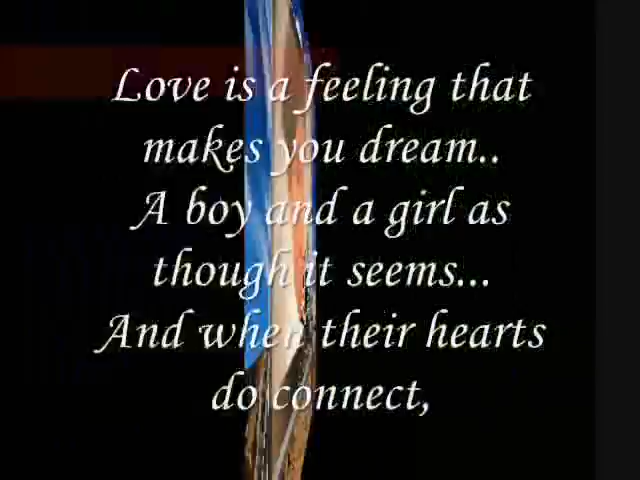 Love is a feeling that
makes you dream..
A boy and a girl as
though it seems...
And when their hearts
do connect,